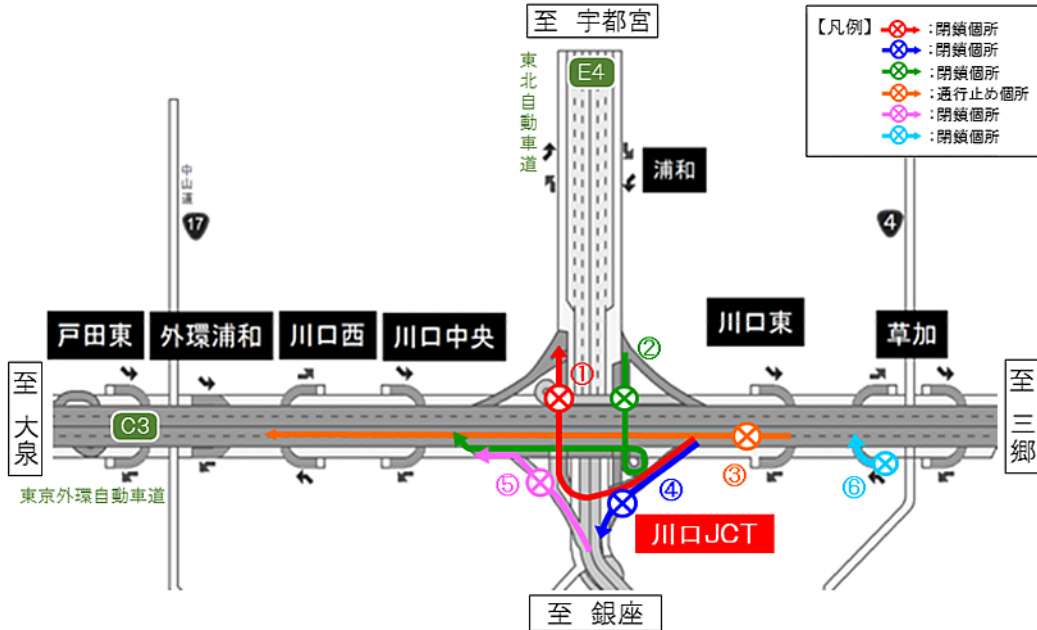 至 宇都宮
【凡例】
:閉鎖個所
:閉鎖個所
:閉鎖個所
:通行止め個所
:閉鎖個所
:閉鎖個所
東北自動車道
E4
浦和
中山道
17
4
戸田東
外環浦和
川口西
川口中央
川口東
草加
①
②
至 大泉
C3
至 三郷
東京外環自動車道
③
④
⑤
⑥
川口JCT
至 銀座